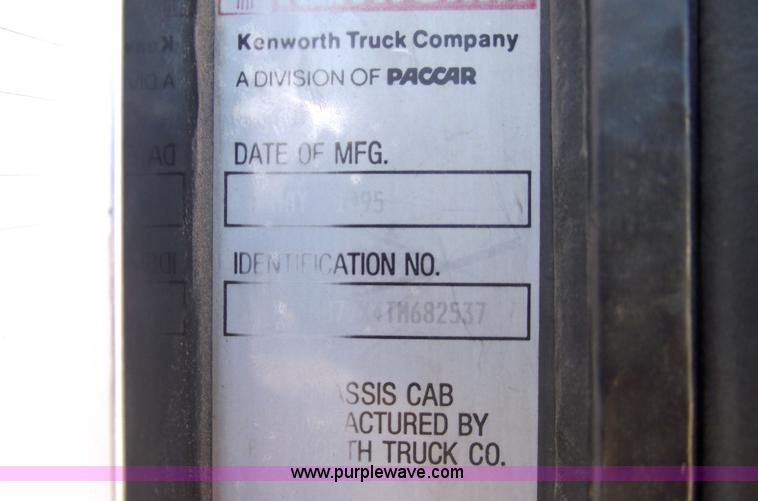 Kenworth Truck Company
A DIVISION OF PACCAR
DATE OF MFG.
IDENTIFICATION NO.
X4TM682537
ASSIS CAB
ACTURED BY
TH TRUCK CO.
www.purplewave.com